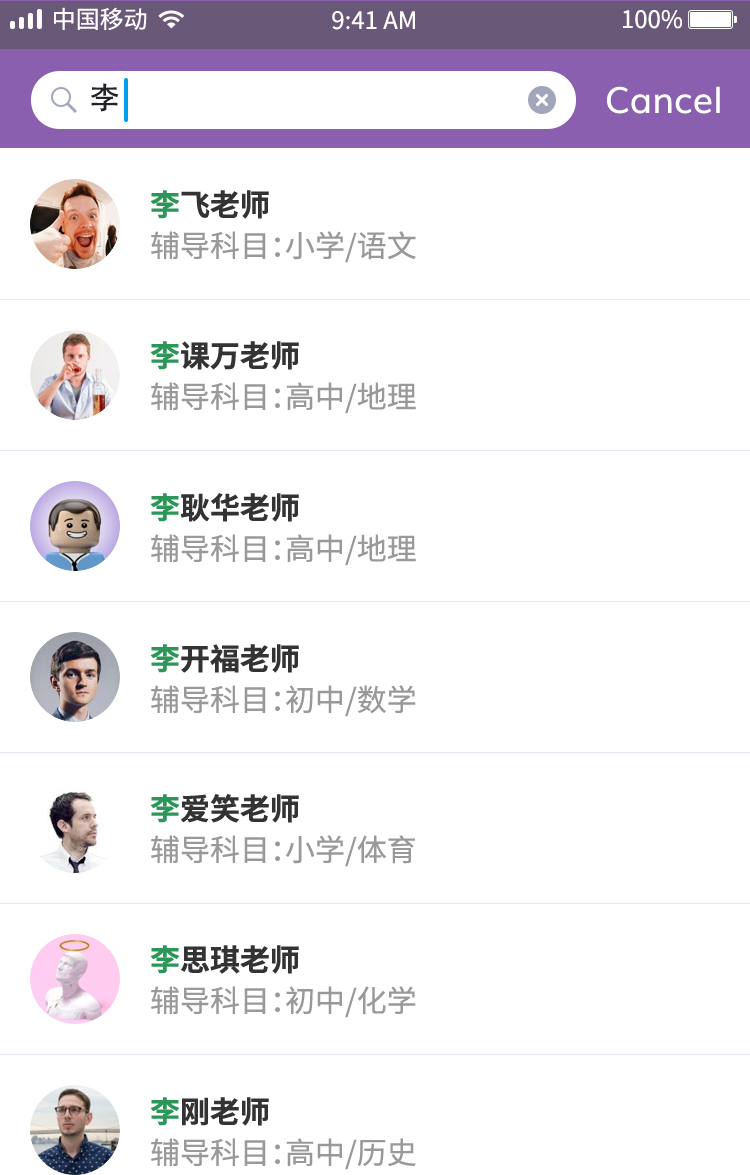 中国移动 9:41 AM 100%
李 Cancel
李飞老师
辅导科目:小学/语文
李课万老师
辅导科目:高中/地理
李耿华老师
辅导科目:高中/地理
李开福老师
辅导科目:初中/数学
李爱笑老师
辅导科目:小学/体育
李思琪老师
辅导科目:初中/化学
李刚老师
辅导科目:高中/历史